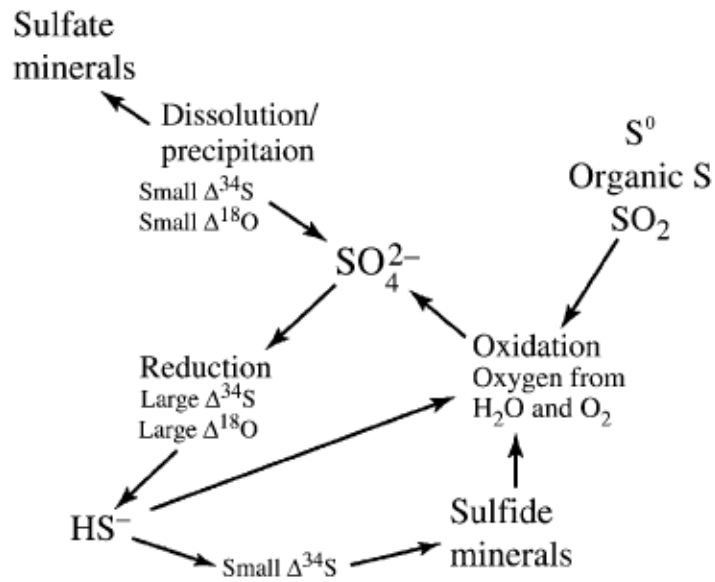 Sulfate
minerals
Dissolution/
precipitaion
Small Δ³⁴S
Small Δ¹⁸O
S⁰
Organic S
SO₂
SO₄²⁻
Reduction
Large Δ³⁴S
Large Δ¹⁸O
Oxidation
Oxygen from
H₂O and O₂
HS⁻
Small Δ³⁴S
Sulfide
minerals